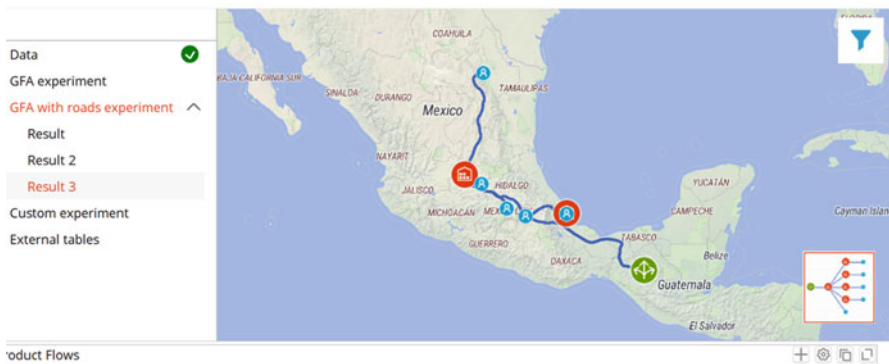 Data
GFA experiment
GFA with roads experiment
Result
Result 2
Result 3
Custom experiment
External tables
COAHUILA
BAJA CALIFORNIA SUR
SINALOA
DURANGO
TAMAULIPAS
Mexico
NAYARIT
JALISCO
HIDALGO
YUCATÁN
MICHOACÁN
CAMPECHE
Cayman Islan
GUERRERO
TABASCO
OAXACA
Belize
Guatemala
El Salvador
roduct Flows